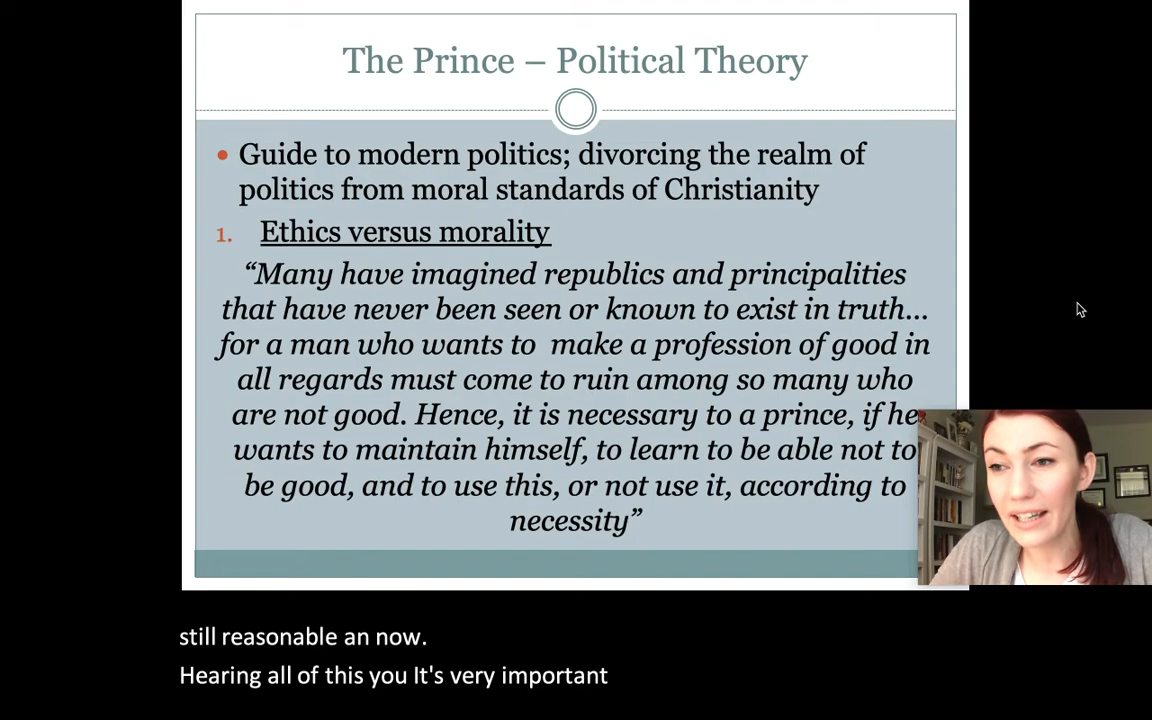 The Prince – Political Theory
Guide to modern politics; divorcing the realm of
politics from moral standards of Christianity
1. Ethics versus morality
“Many have imagined republics and principalities
that have never been seen or known to exist in truth…
for a man who wants to make a profession of good in
all regards must come to ruin among so many who
are not good. Hence, it is necessary to a prince, if he
wants to maintain himself, to learn to be able not to
be good, and to use this, or not use it, according to
necessity”
still reasonable an now.
Hearing all of this you It's very important